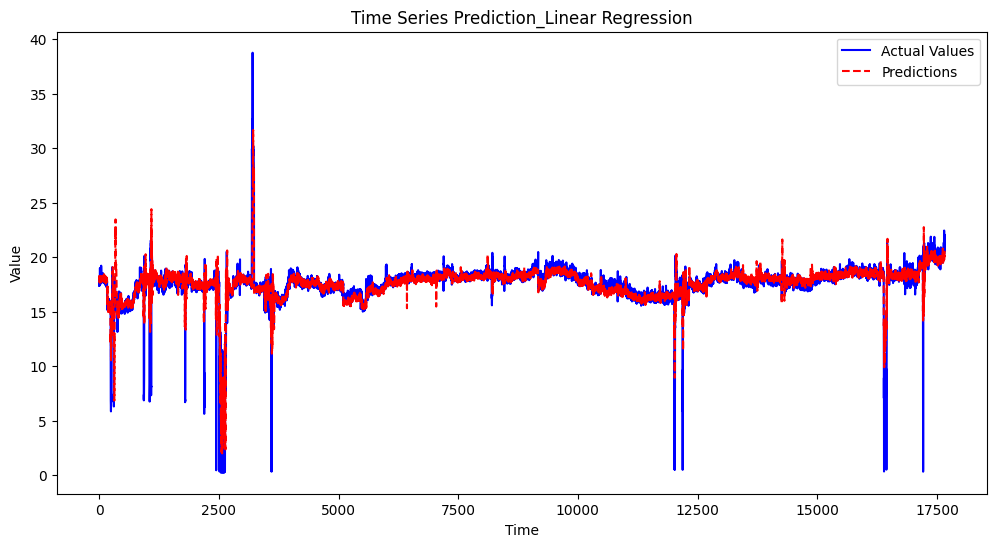 Time Series Prediction_Linear Regression
Actual Values
Predictions
Value
40
35
30
25
20
15
10
5
0
0 2500 5000 7500 10000 12500 15000 17500
Time